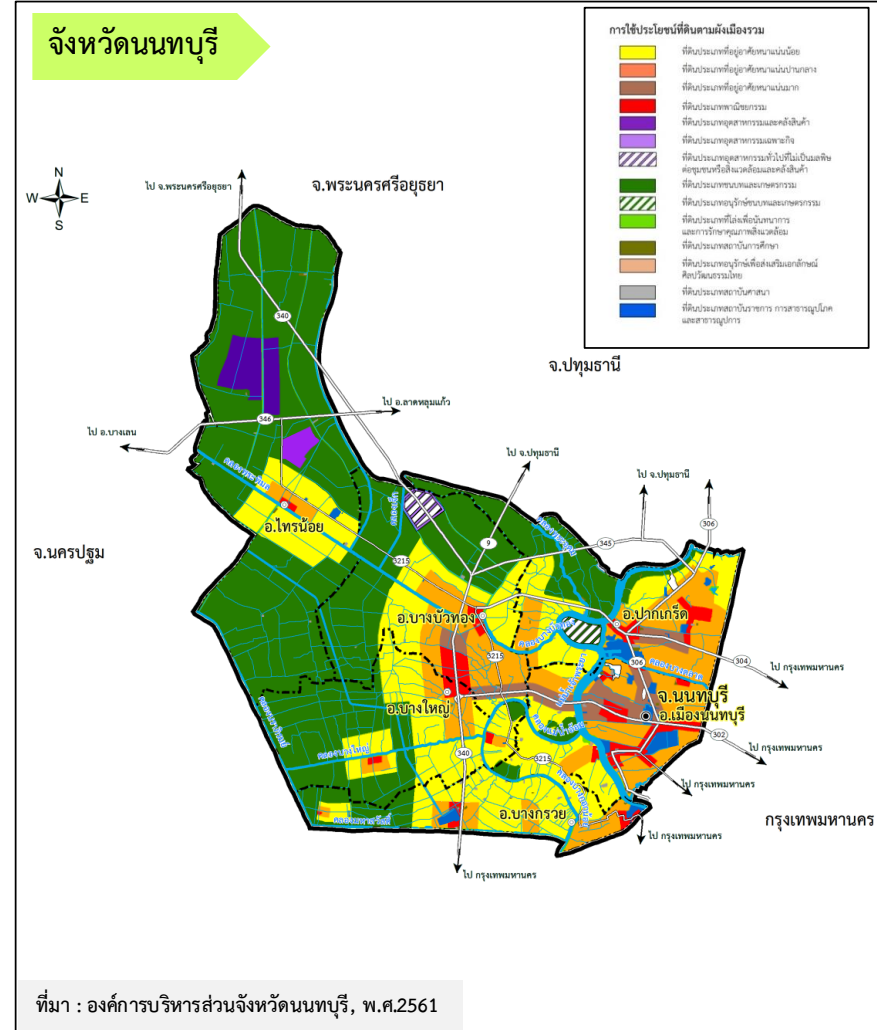 จังหวัดนนทบุรี
การใช้ประโยชน์ที่ดินตามผังเมืองรวม
ที่ดินประเภทที่อยู่อาศัยหนาแน่นน้อย
ที่ดินประเภทที่อยู่อาศัยหนาแน่นปานกลาง
ที่ดินประเภทที่อยู่อาศัยหนาแน่นมาก
ที่ดินประเภทพาณิชยกรรม
ที่ดินประเภทอุตสาหกรรมและคลังสินค้า
ที่ดินประเภทอุตสาหกรรมเฉพาะกิจ
ที่ดินประเภทอุตสาหกรรมทั่วไปที่ไม่เป็นมลพิษ
ต่อชุมชนหรือสิ่งแวดล้อมและคลังสินค้า
ที่ดินประเภทชนบทและเกษตรกรรม
ที่ดินประเภทอนุรักษ์ชนบทและเกษตรกรรม
ที่ดินประเภทที่โล่งเพื่อนันทนาการ
และการรักษาคุณภาพสิ่งแวดล้อม
ที่ดินประเภทสถาบันการศึกษา
ที่ดินประเภทอนุรักษ์เพื่อส่งเสริมเอกลักษณ์
ศิลปวัฒนธรรมไทย
ที่ดินประเภทสถาบันศาสนา
ที่ดินประเภทสถาบันราชการ การสาธารณูปโภค
และสาธารณูปการ
N
W E
S
ไป จ.พระนครศรีอยุธยา
จ.พระนครศรีอยุธยา
340
จ.ปทุมธานี
ไป อ.ลาดหลุมแก้ว
346
ไป อ.บางเลน
ไป จ.ปทุมธานี
ไป จ.ปทุมธานี
อ.ไทรน้อย
306
9
345
จ.นครปฐม
3215
อ.บางบัวทอง
อ.ปากเกร็ด
3215
306
304
ไป กรุงเทพมหานคร
จ.นนทบุรี
อ.เมืองนนทบุรี
อ.บางใหญ่
302
ไป กรุงเทพมหานคร
คลองบางใหญ่
340
3215
ไป กรุงเทพมหานคร
อ.บางกรวย
กรุงเทพมหานคร
ไป กรุงเทพมหานคร
ไป กรุงเทพมหานคร
ที่มา : องค์การบริหารส่วนจังหวัดนนทบุรี, พ.ศ.2561